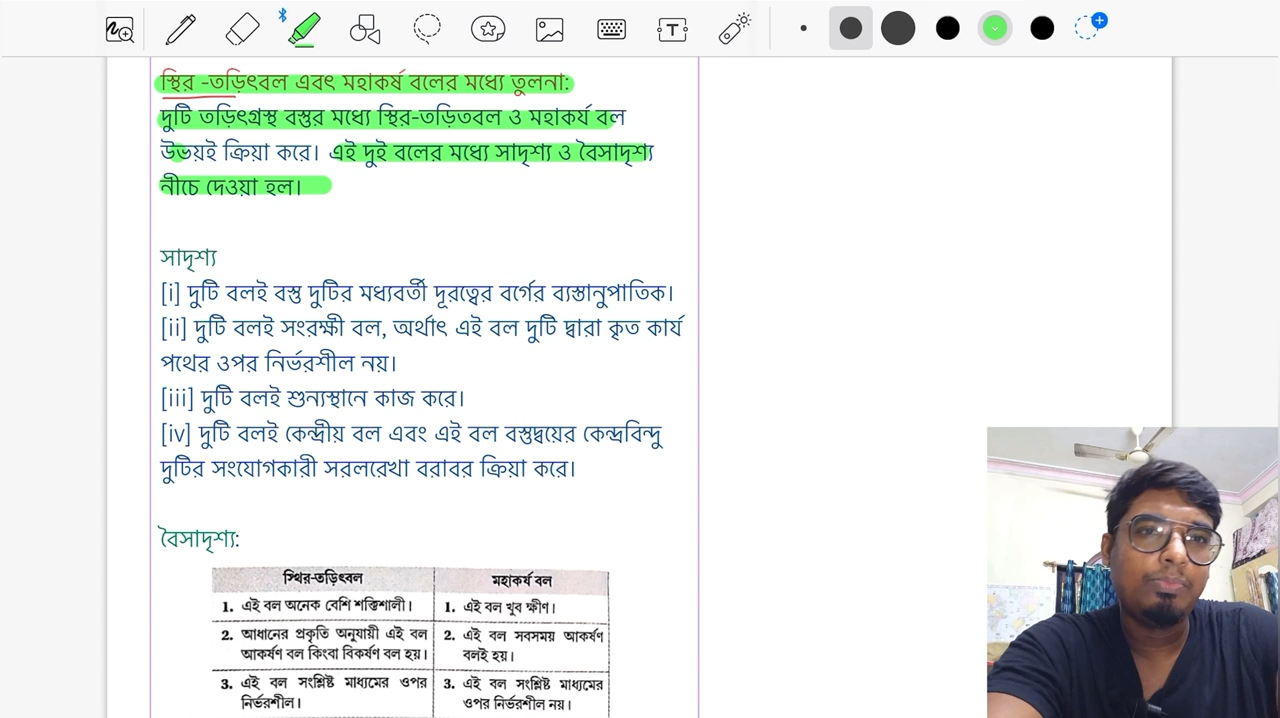 স্থির -তড়িৎবল এবং মহাকর্ষ বলের মধ্যে তুলনা:
দুটি তড়িৎগ্রস্থ বস্তুর মধ্যে স্থির-তড়িতবল ও মহাকর্য বল
উভয়ই ক্রিয়া করে। এই দুই বলের মধ্যে সাদৃশ্য ও বৈসাদৃশ্য
নীচে দেওয়া হল।
সাদৃশ্য
[i] দুটি বলই বস্তু দুটির মধ্যবর্তী দূরত্বের বর্গের ব্যস্তানুপাতিক।
[ii] দুটি বলই সংরক্ষী বল, অর্থাৎ এই বল দুটি দ্বারা কৃত কার্য
পথের ওপর নির্ভরশীল নয়।
[iii] দুটি বলই শুন্যস্থানে কাজ করে।
[iv] দুটি বলই কেন্দ্রীয় বল এবং এই বল বস্তুদ্বয়ের কেন্দ্রবিন্দু
দুটির সংযোগকারী সরলরেখা বরাবর ক্রিয়া করে।
বৈসাদৃশ্য:
স্থির-তড়িৎবল
মহাকর্ষ বল
1. এই বল অনেক বেশি শক্তিশালী।
1. এই বল খুব ক্ষীণ।
2. আধানের প্রকৃতি অনুযায়ী এই বল
আকর্ষণ বল কিংবা বিকর্ষণ বল হয়।
2. এই বল সবসময় আকর্ষণ
বলই হয়।
3. এই বল সংশ্লিষ্ট মাধ্যমের ওপর
নির্ভরশীল।
3. এই বল সংশ্লিষ্ট মাধ্যমের
ওপর নির্ভরশীল নয়।